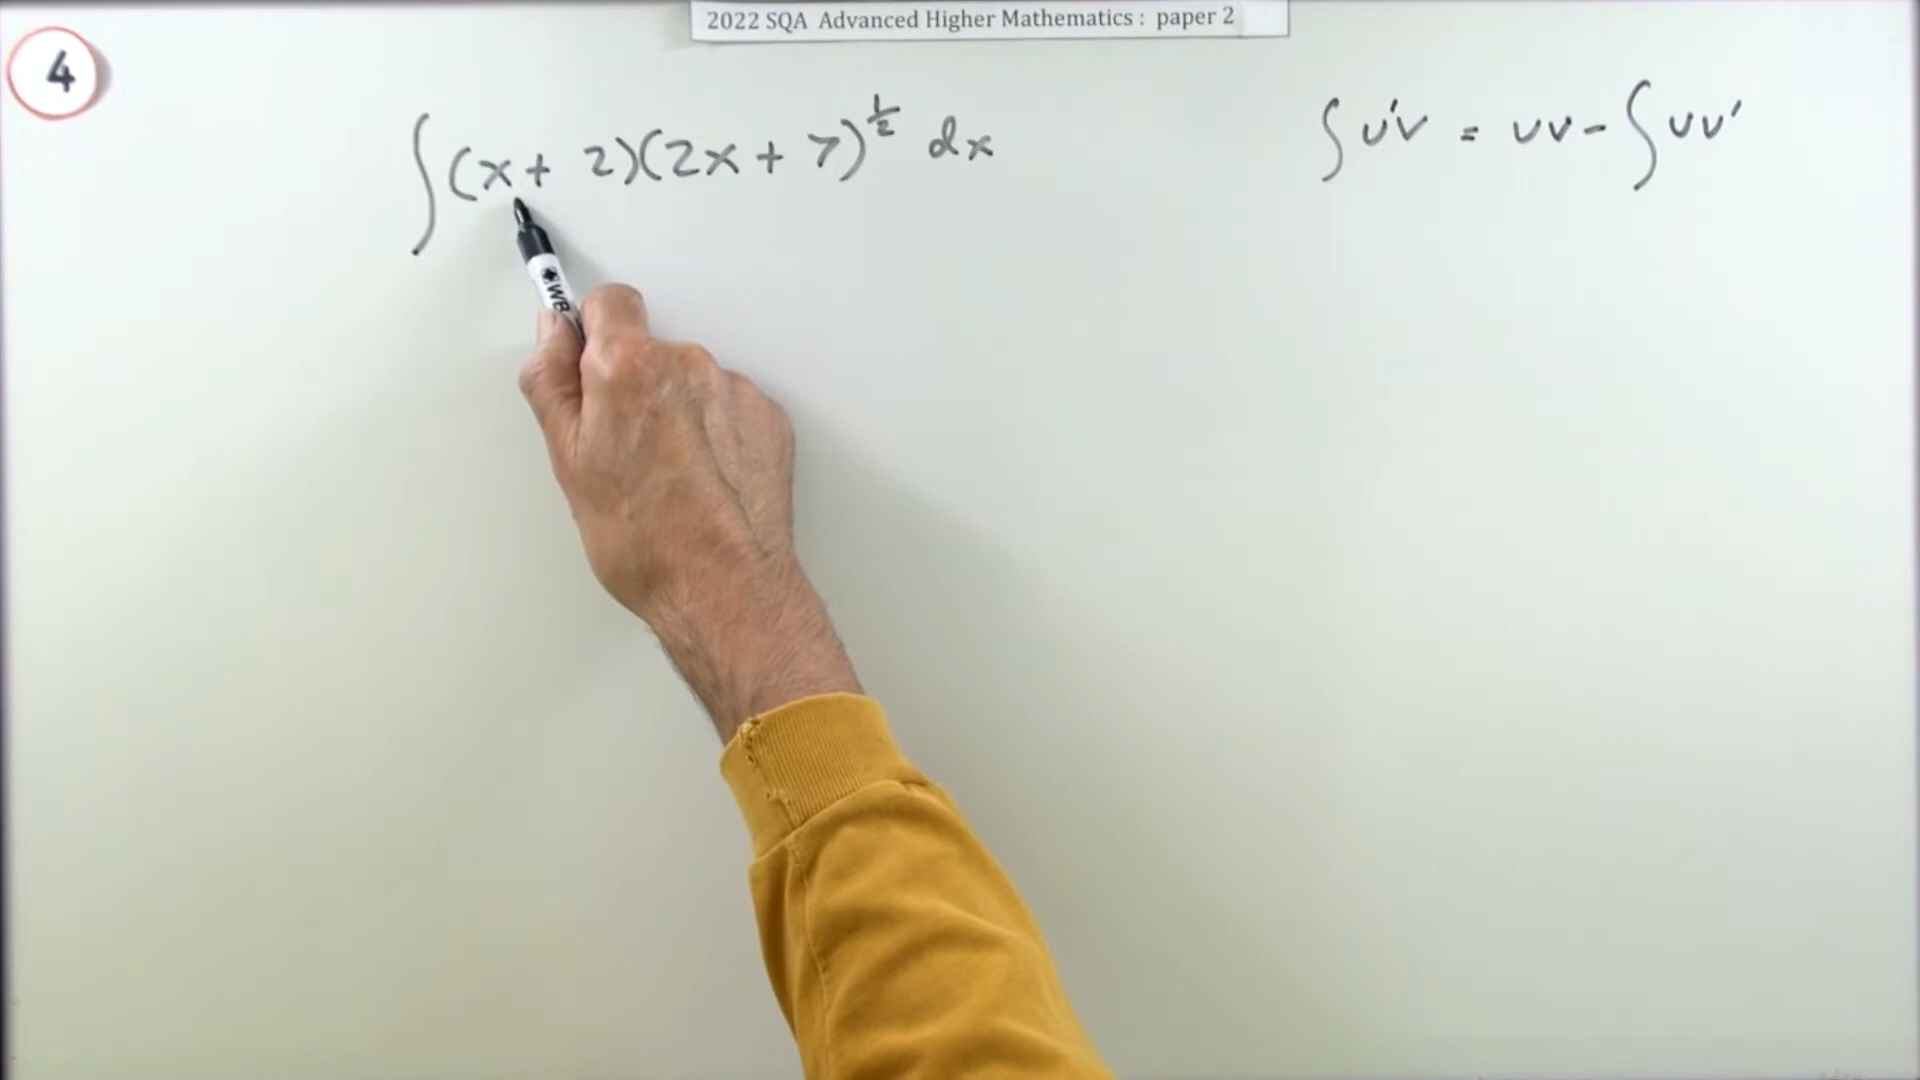 2022 SQA Advanced Higher Mathematics : paper 2
4
∫(x + 2)(2x + 7)^½ dx
∫u'v = uv - ∫uv'
WB